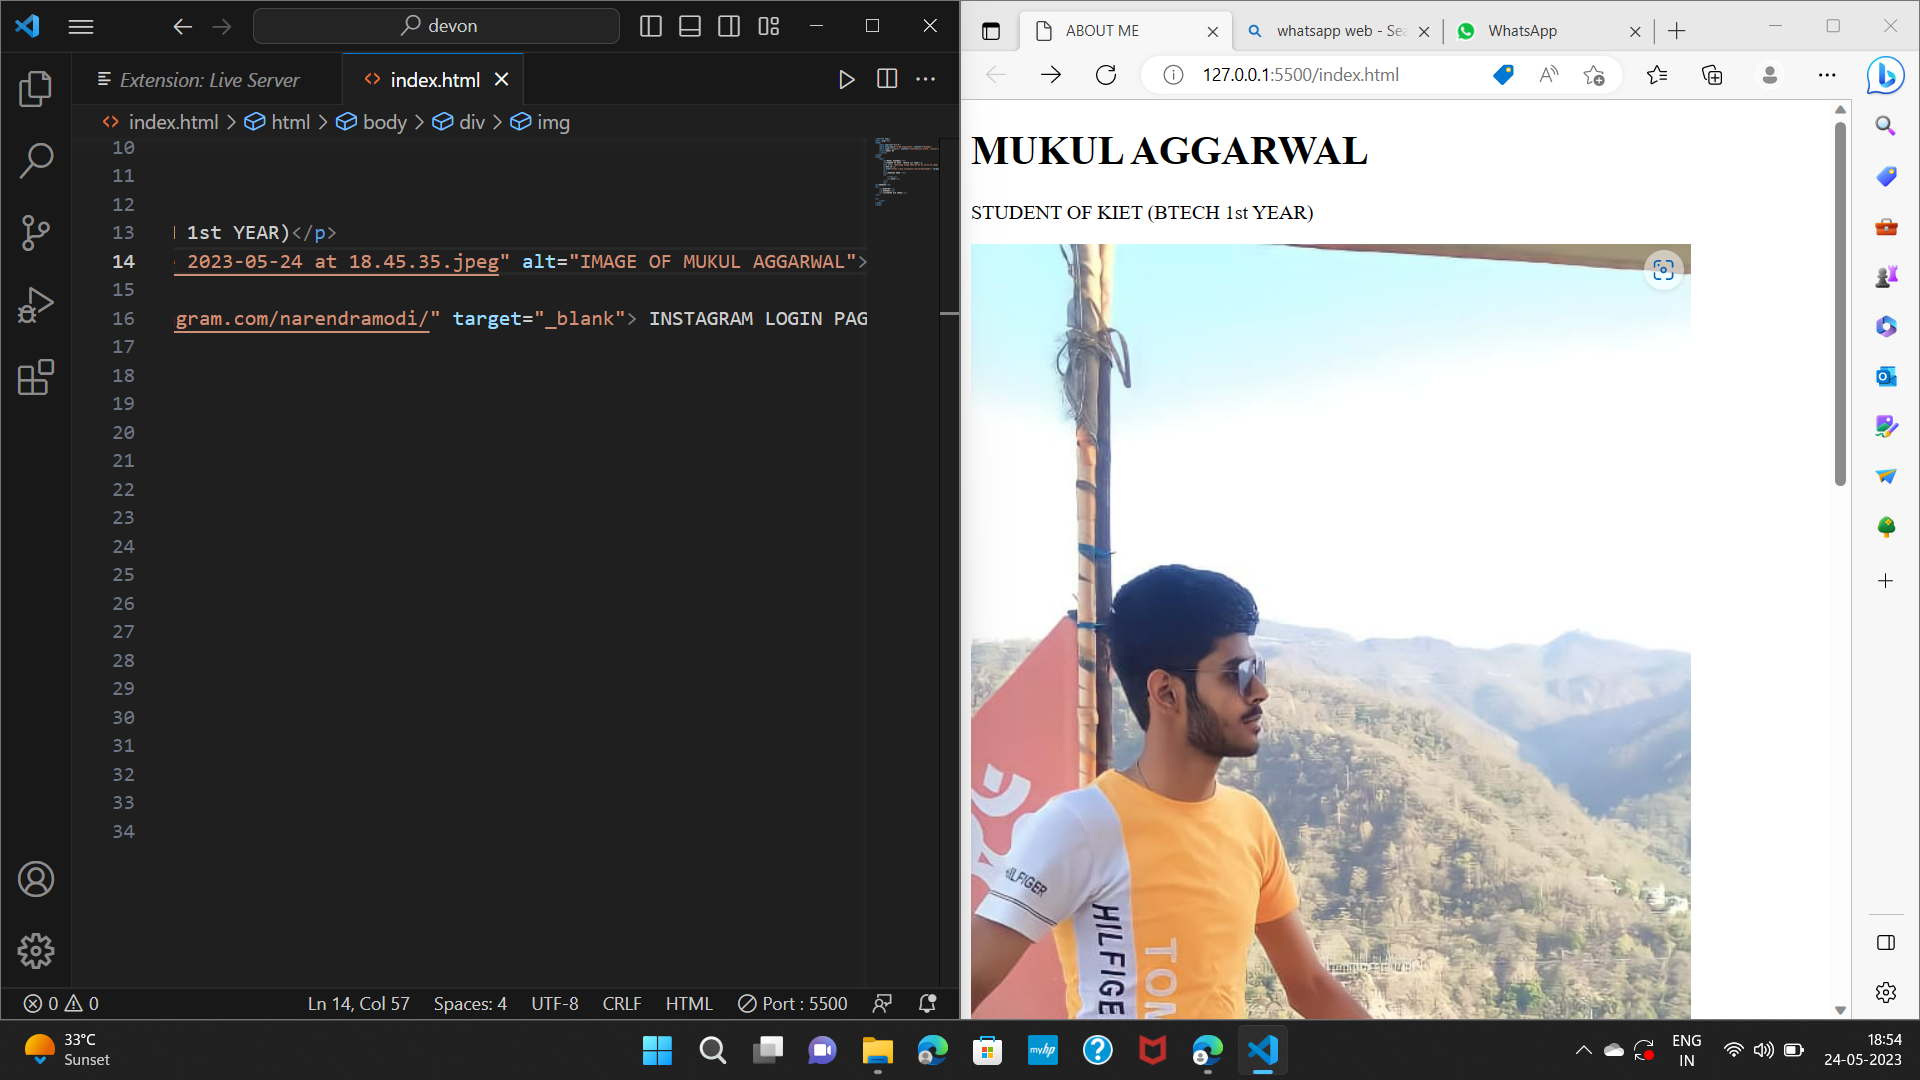 devon
Extension: Live Server
index.html
index.html > html > body > div > img
10
11
12
13 1st YEAR)</p>
14 2023-05-24 at 18.45.35.jpeg" alt="IMAGE OF MUKUL AGGARWAL">
15
16 gram.com/narendramodi/" target="_blank"> INSTAGRAM LOGIN PAG
17
18
19
20
21
22
23
24
25
26
27
28
29
30
31
32
33
34
0 0
Ln 14, Col 57 Spaces: 4 UTF-8 CRLF HTML Port : 5500
ABOUT ME
whatsapp web - Sea
WhatsApp
127.0.0.1:5500/index.html
MUKUL AGGARWAL
STUDENT OF KIET (BTECH 1st YEAR)
HILFIGER
HILFIGE
TOM
33°C
Sunset
myhp
ENG
IN
18:54
24-05-2023